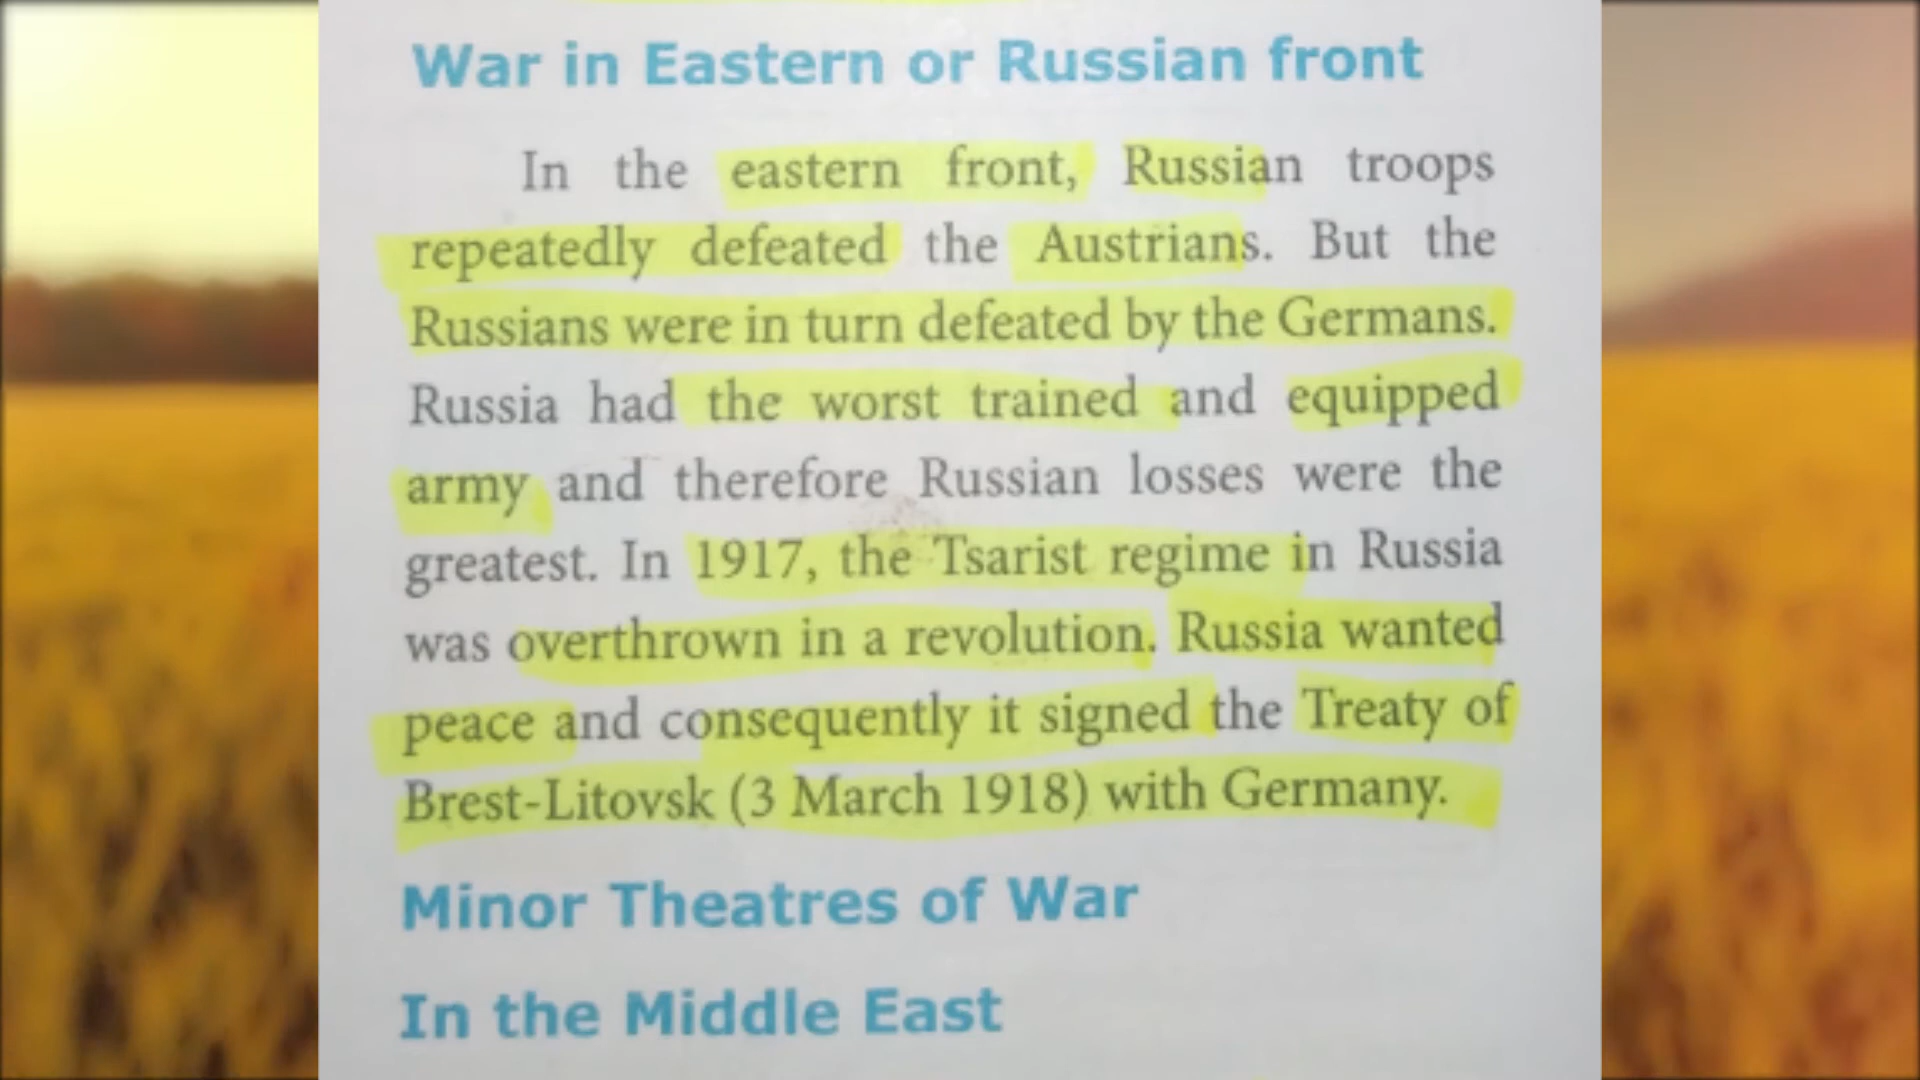 War in Eastern or Russian front
In the eastern front, Russian troops
repeatedly defeated the Austrians. But the
Russians were in turn defeated by the Germans.
Russia had the worst trained and equipped
army and therefore Russian losses were the
greatest. In 1917, the Tsarist regime in Russia
was overthrown in a revolution. Russia wanted
peace and consequently it signed the Treaty of
Brest-Litovsk (3 March 1918) with Germany.
Minor Theatres of War
In the Middle East